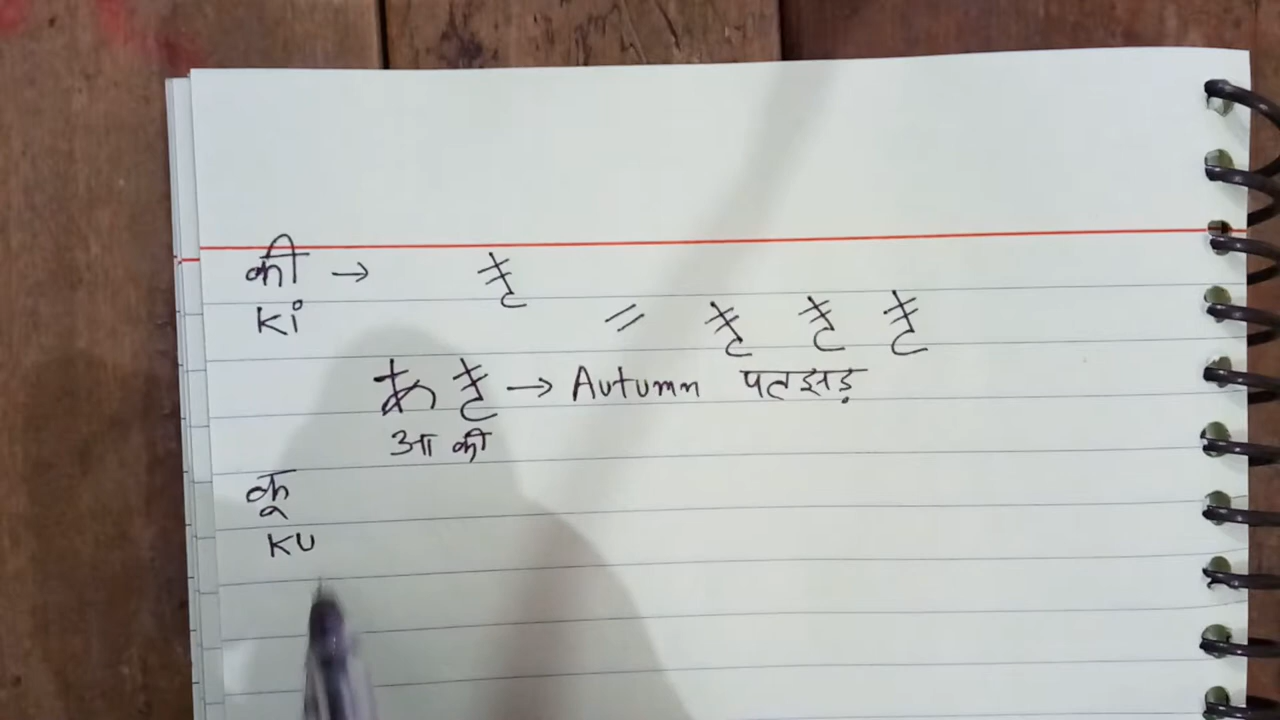 की → き
Ki
= き き き
あき → Autumn पतझड़
आ की
कू
KU